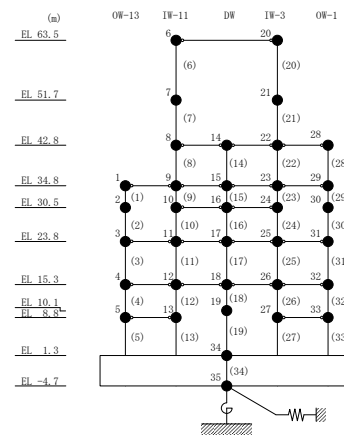 (m) OW-13 IW-11 DW IW-3 OW-1
EL 63.5 6 20
(6) (20)
EL 51.7 7 21
(7) (21)
EL 42.8 8 14 22 28
(8) (14) (22) (28
EL 34.8 1 9 15 23 29
(1) (9) (15) (23) (29
EL 30.5 2 10 16 24 30
(2) (10) (16) (24) (30
EL 23.8 3 11 17 25 31
(3) (11) (17) (25) (31
EL 15.3 4 12 18 26 32
(4) (12) (18) (26) (32
EL 10.1 19
EL 8.8 5 13 27 33
(5) (13) (19) (27) (33
EL 1.3 34
(34)
EL -4.7 35